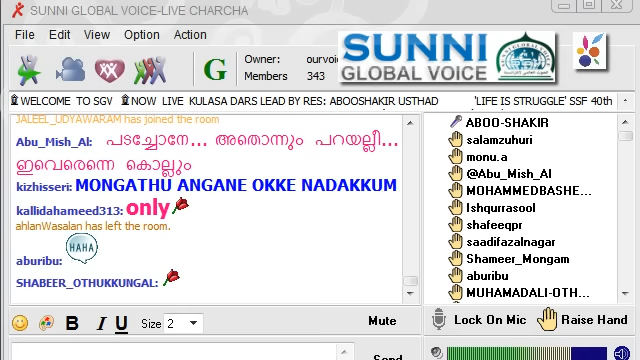 SUNNI GLOBAL VOICE-LIVE CHARCHA
File Edit View Option Action
G
Owner: ourvoi
Members 343
SUNNI
GLOBAL VOICE
WELCOME TO SGV NOW LIVE KULASA DARS LEAD BY RES: ABOOSHAKIR USTHAD 'LIFE IS STRUGGLE' SSF 40th
JALEEL_UDYAWARAM has joined the room
Abu_Mish_Al: പടച്ചോനേ... അതൊന്നും പറയല്ലീ...
ഇവരെന്നെ കൊല്ലും
kizhisseri: MONGATHU ANGANE OKKE NADAKKUM
kallidahameed313: only
ahlanWasalan has left the room.
HAHA
aburibu:
SHABEER_OTHUKKUNGAL:
ABOO-SHAKIR
salamzuhuri
monu.a
@Abu_Mish_Al
MOHAMMEDBASHE...
Ishqurrasool
shafeeqpr
saadifazalnagar
Shameer_Mongam
aburibu
MUHAMADALI-OTH...
B I U Size 2 Mute
Lock On Mic Raise Hand
Send